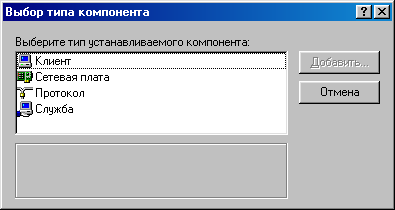 Выбор типа компонента
Выберите тип устанавливаемого компонента:
Клиент
Сетевая плата
Протокол
Служба
Добавить...
Отмена